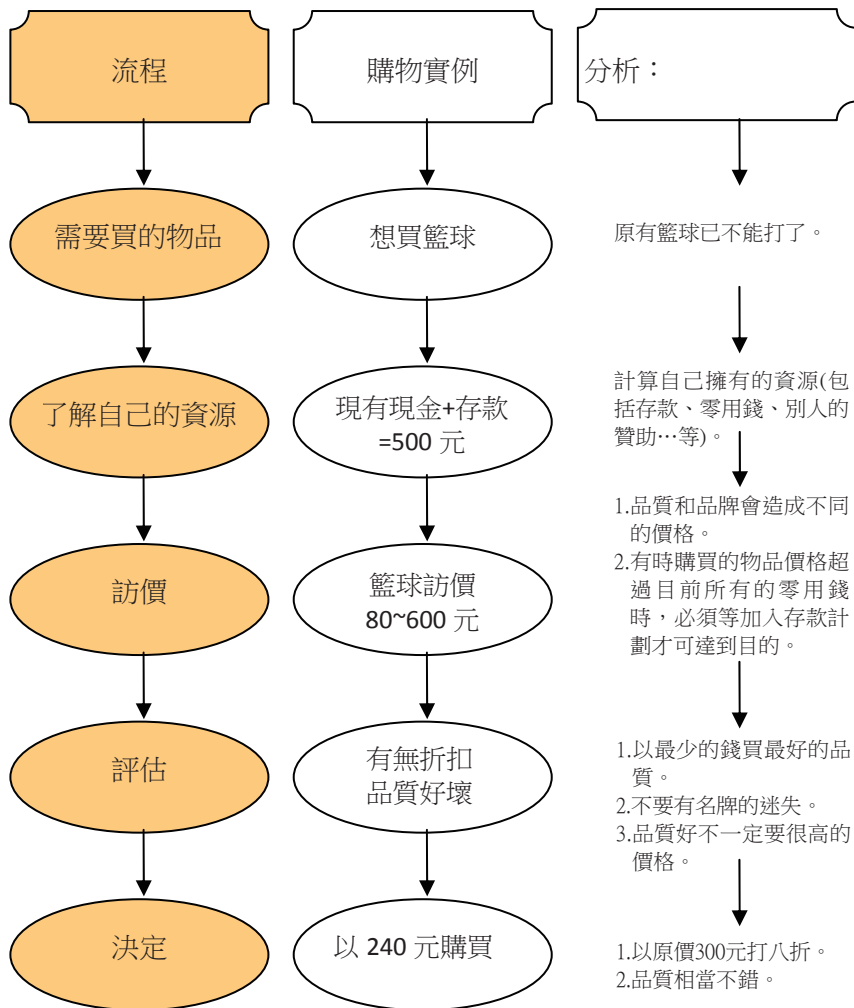 流程
購物實例
分析：
需要買的物品
想買籃球
原有籃球已不能打了。
了解自己的資源
現有現金+存款
=500 元
計算自己擁有的資源(包
括存款、零用錢、別人的
贊助…等)。
訪價
籃球訪價
80~600 元
1.品質和品牌會造成不同
的價格。
2.有時購買的物品價格超
過目前所有的零用錢
時，必須等加入存款計
劃才可達到目的。
評估
有無折扣
品質好壞
1.以最少的錢買最好的品
質。
2.不要有名牌的迷失。
3.品質好不一定要很高的
價格。
決定
以 240 元購買
1.以原價300元打八折。
2.品質相當不錯。